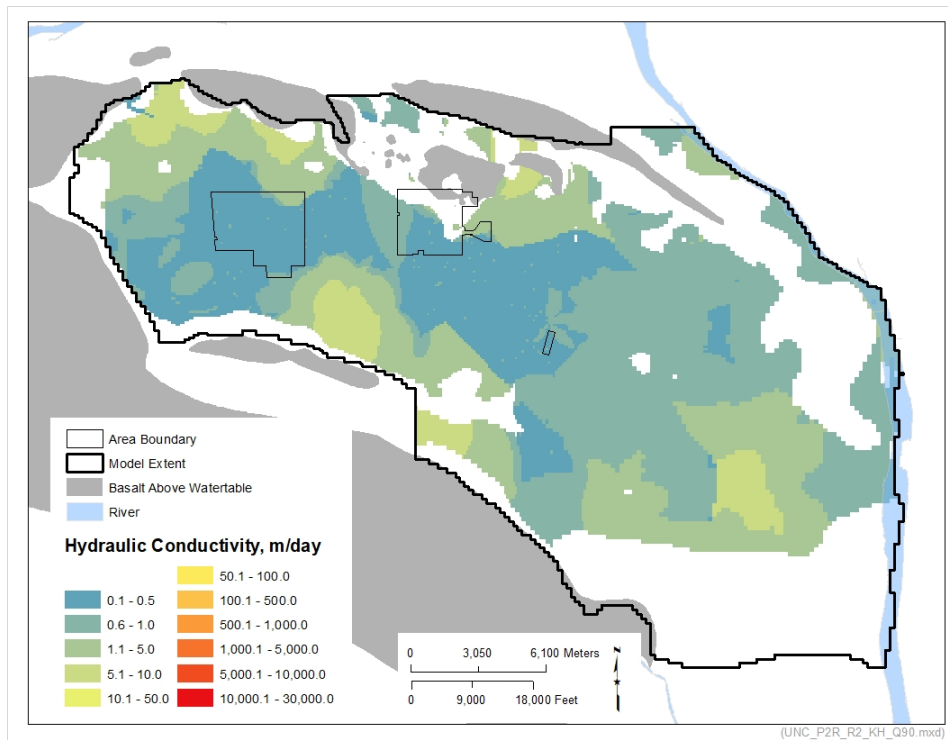 Area Boundary
Model Extent
Basalt Above Watertable
River
Hydraulic Conductivity, m/day
50.1 - 100.0
0.1 - 0.5
100.1 - 500.0
0.6 - 1.0
500.1 - 1,000.0
1.1 - 5.0
1,000.1 - 5,000.0
5.1 - 10.0
5,000.1 - 10,000.0
10.1 - 50.0
10,000.1 - 30,000.0
0 3,050 6,100 Meters
0 9,000 18,000 Feet
N
(UNC_P2R_R2_KH_Q90.mxd)